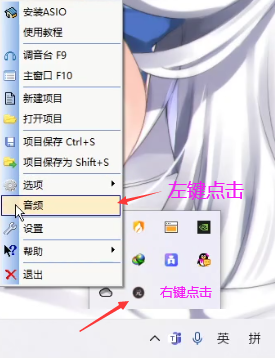 安装ASIO
使用教程
调音台 F9
主窗口 F10
新建项目
打开项目
项目保存 Ctrl+S
项目保存为 Shift+S
选项
音频
左键点击
设置
帮助
退出
右键点击
英 拼